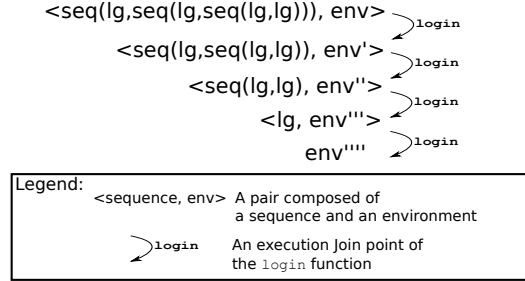 <seq(lg,seq(lg,seq(lg,lg))), env>
login
<seq(lg,seq(lg,lg)), env'>
login
<seq(lg,lg), env''>
login
<lg, env'''>
login
env''''
Legend:
<sequence, env> A pair composed of
a sequence and an environment
login An execution Join point of
the login function